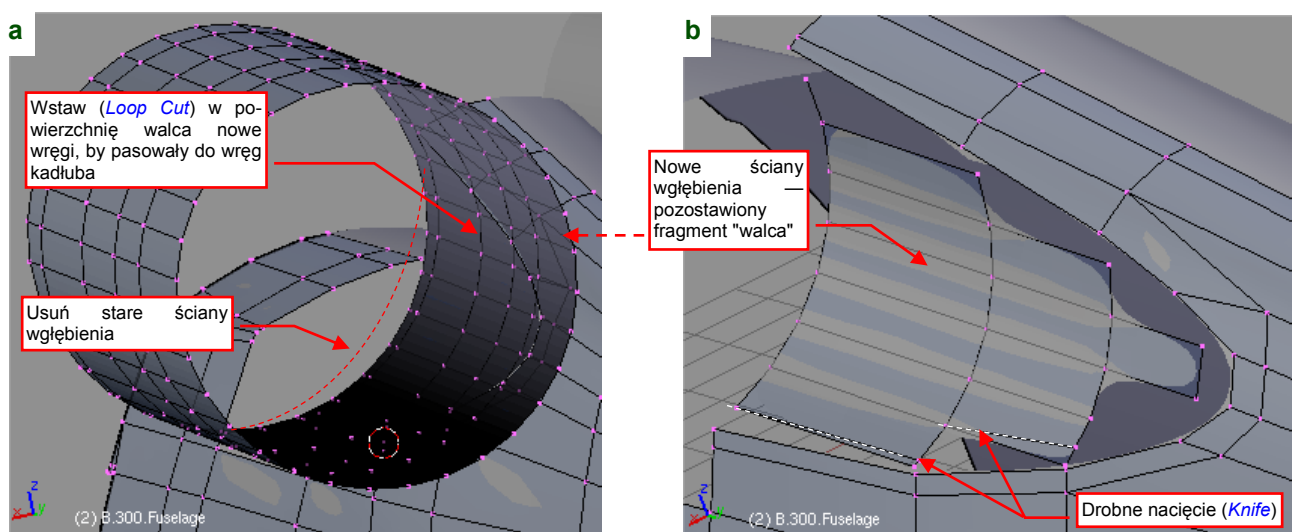 a
Wstaw (Loop Cut) w po-
wierzchnię walca nowe
wręgi, by pasowały do wręg
kadłuba
Usuń stare ściany
wgłębienia
z
x y
(2) B.300.Fuselage
b
Nowe ściany
wgłębienia —
pozostawiony
fragment "walca"
Drobne nacięcie (Knife)
z
x y
(2) B.300.Fuselage